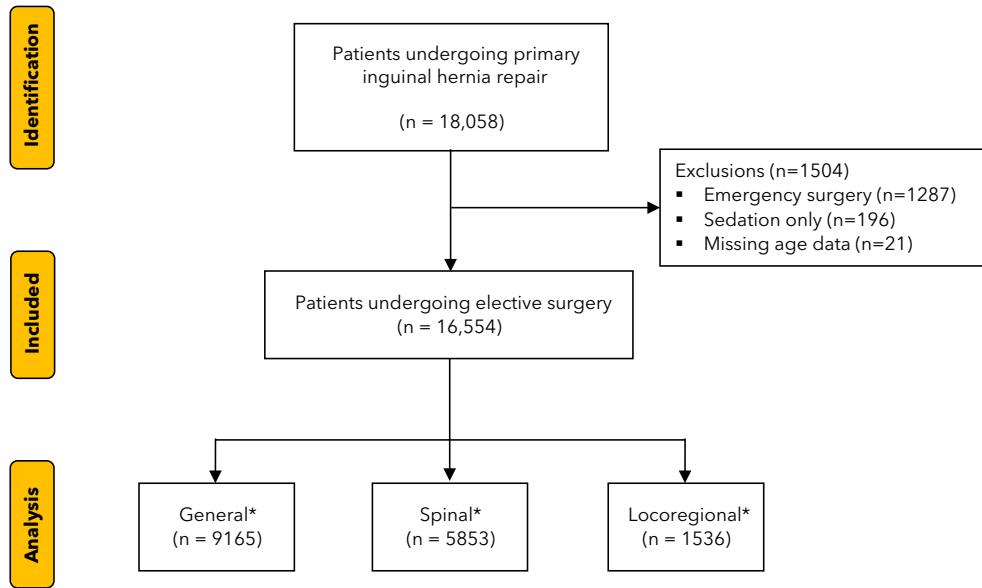 Identification
Patients undergoing primary
inguinal hernia repair
(n = 18,058)
Exclusions (n=1504)
▪ Emergency surgery (n=1287)
▪ Sedation only (n=196)
▪ Missing age data (n=21)
Included
Patients undergoing elective surgery
(n = 16,554)
Analysis
General*
(n = 9165)
Spinal*
(n = 5853)
Locoregional*
(n = 1536)